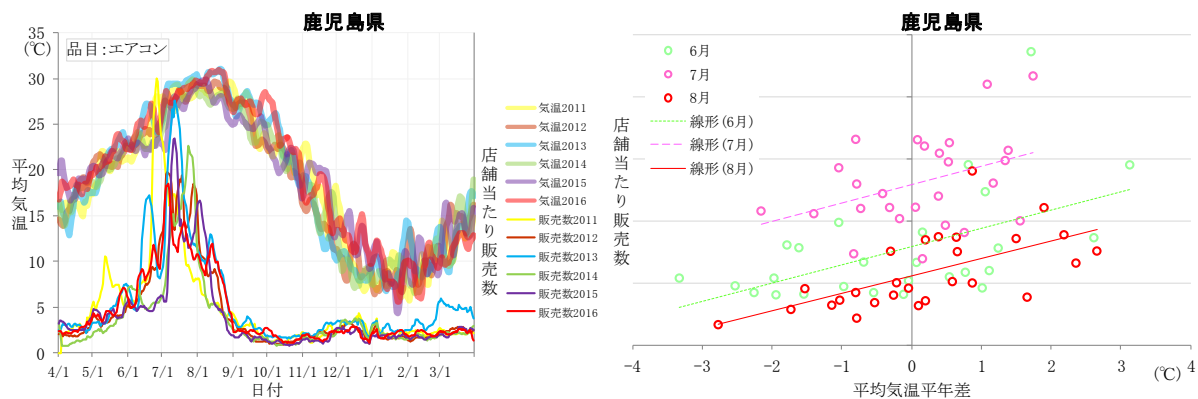 鹿児島県
(℃)
品目：エアコン
35
30
25
20
15
10
5
0
平均気温
4/1 5/1 6/1 7/1 8/1 9/1 10/1 11/1 12/1 1/1 2/1 3/1
日付
店舗当たり販売数
気温2011
気温2012
気温2013
気温2014
気温2015
気温2016
販売数2011
販売数2012
販売数2013
販売数2014
販売数2015
販売数2016
鹿児島県
6月
7月
8月
線形 (6月)
線形 (7月)
線形 (8月)
店舗当たり販売数
-4 -3 -2 -1 0 1 2 3 4
(℃)
平均気温平年差